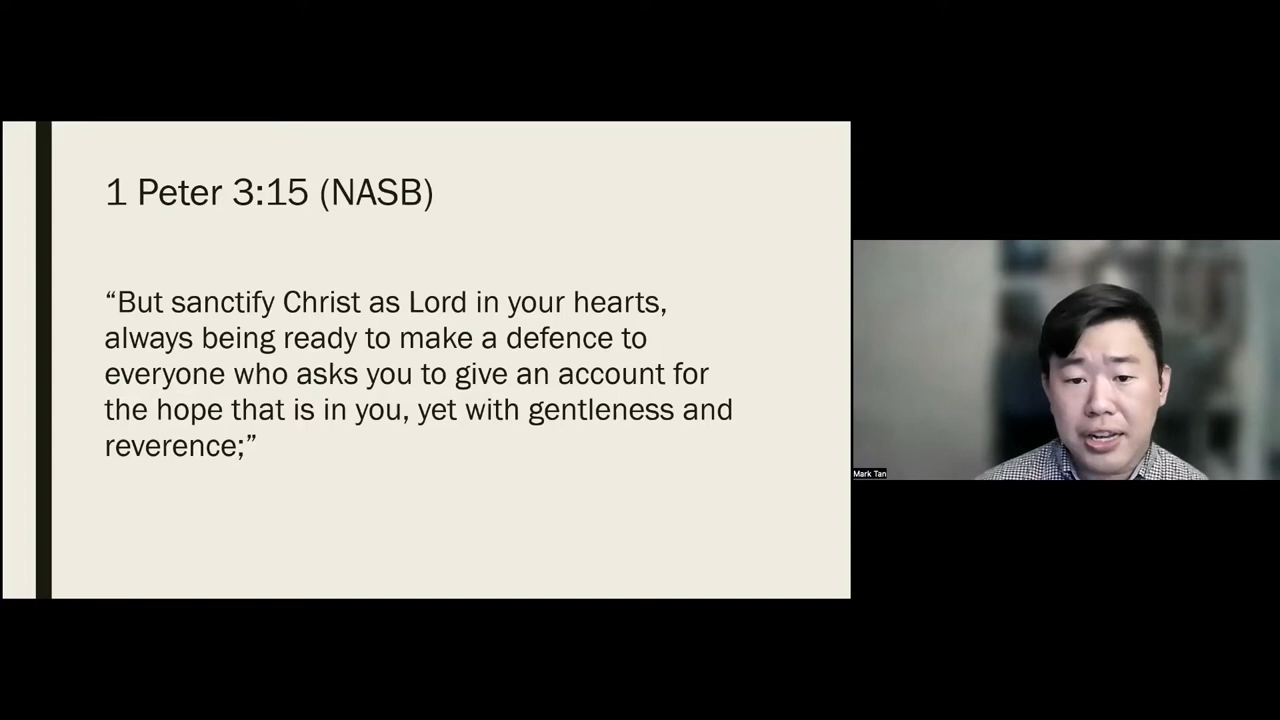 1 Peter 3:15 (NASB)
“But sanctify Christ as Lord in your hearts,
always being ready to make a defence to
everyone who asks you to give an account for
the hope that is in you, yet with gentleness and
reverence;”
Mark Tan